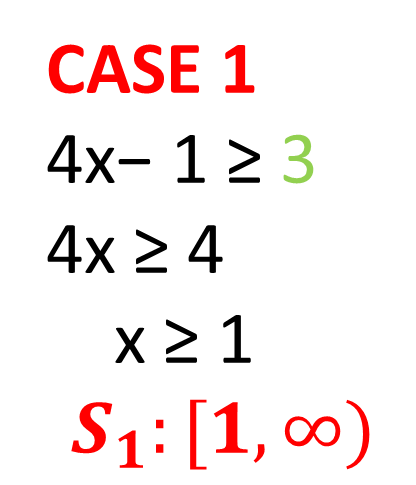 CASE 1
4x– 1 ≥ 3
4x ≥ 4
x ≥ 1
S₁: [1, ∞)